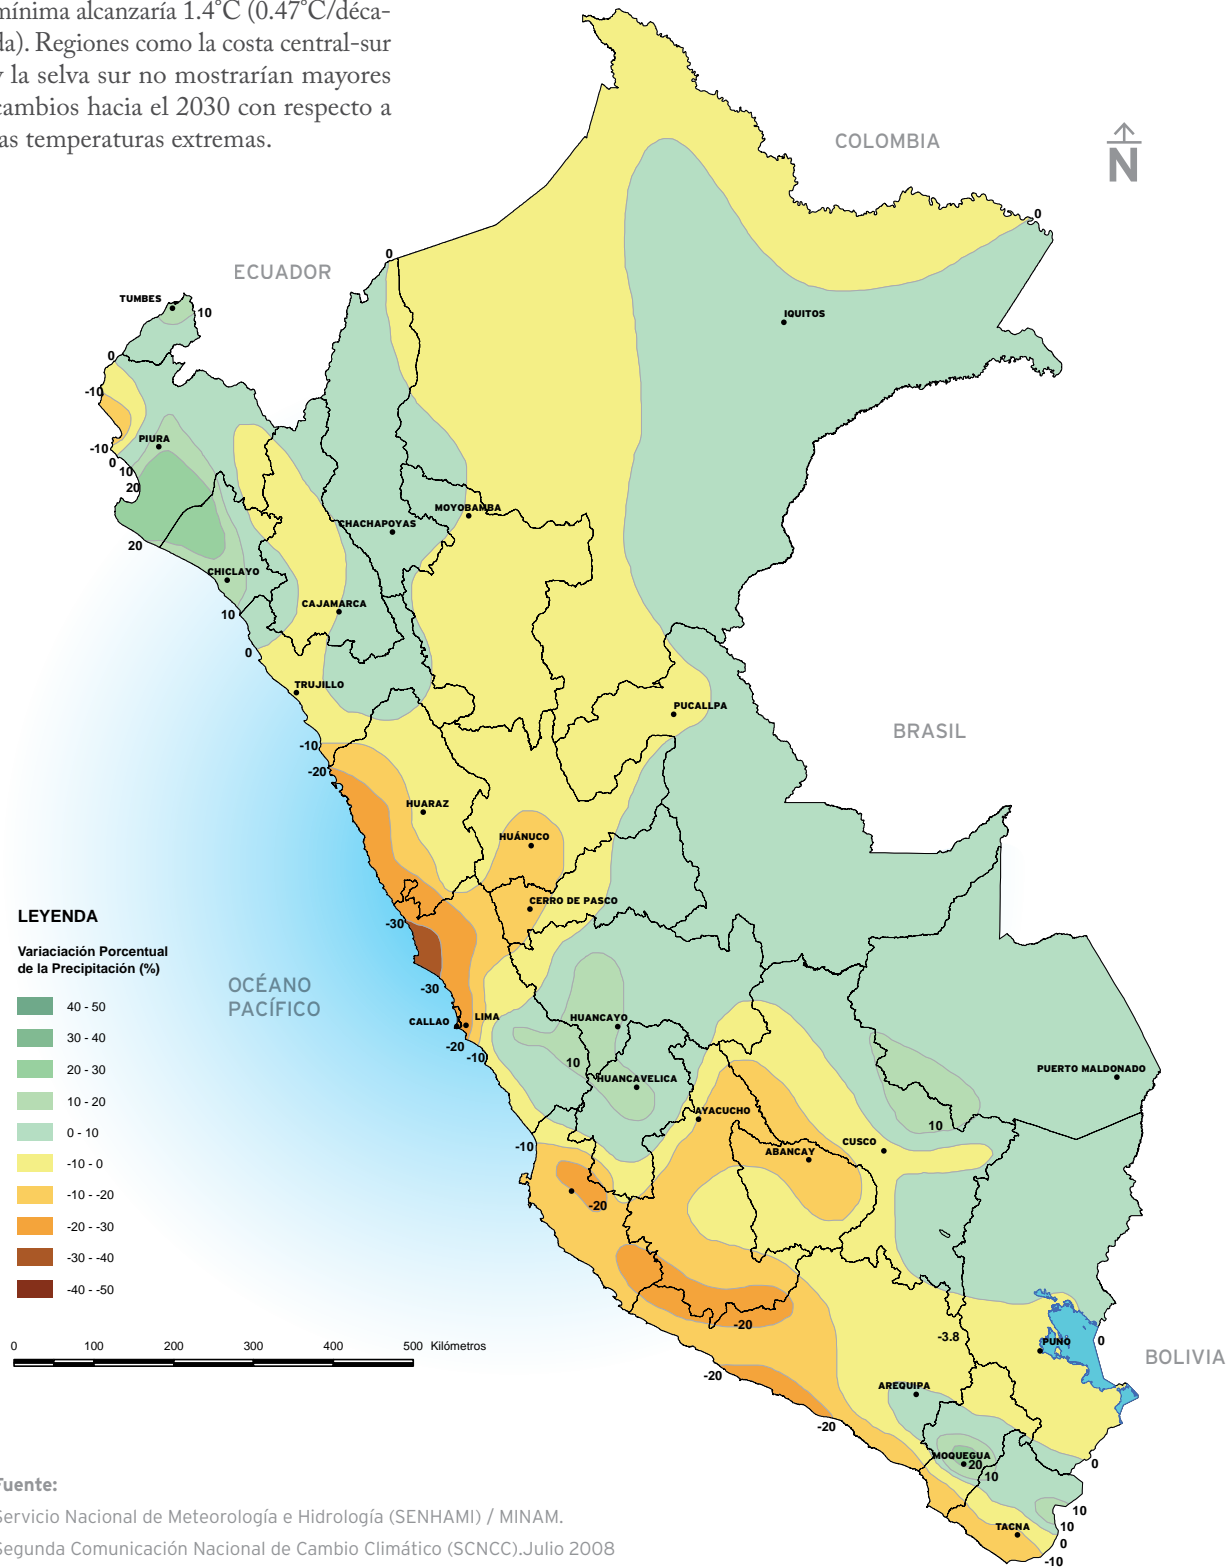 mínima alcanzaría 1.4°C (0.47°C/déca-
da). Regiones como la costa central-sur
y la selva sur no mostrarían mayores
cambios hacia el 2030 con respecto a
las temperaturas extremas.
COLOMBIA
N
0
ECUADOR
0
TUMBES
10
IQUITOS
0
-10
PIURA
-10
0
10
20
MOYOBAMBA
CHACHAPOYAS
20
CHICLAYO
CAJAMARCA
10
0
TRUJILLO
PUCALLPA
BRASIL
-10
-20
HUARAZ
HUÁNUCO
CERRO DE PASCO
-30
-30
OCÉANO
PACÍFICO
CALLAO
LIMA
HUANCAYO
-20
-10
10
HUANCAVELICA
PUERTO MALDONADO
AYACUCHO
10
-10
ABANCAY
CUSCO
-20
-20
-3.8
PUNO
0
BOLIVIA
-20
AREQUIPA
-20
MOQUEGUA
20
10
0
10
10
TACNA
0
-10
LEYENDA
Variaciación Porcentual
de la Precipitación (%)
40 - 50
30 - 40
20 - 30
10 - 20
0 - 10
-10 - 0
-10 - -20
-20 - -30
-30 - -40
-40 - -50
0 100 200 300 400 500 Kilómetros
Fuente:
Servicio Nacional de Meteorología e Hidrología (SENHAMI) / MINAM.
Segunda Comunicación Nacional de Cambio Climático (SCNCC).Julio 2008